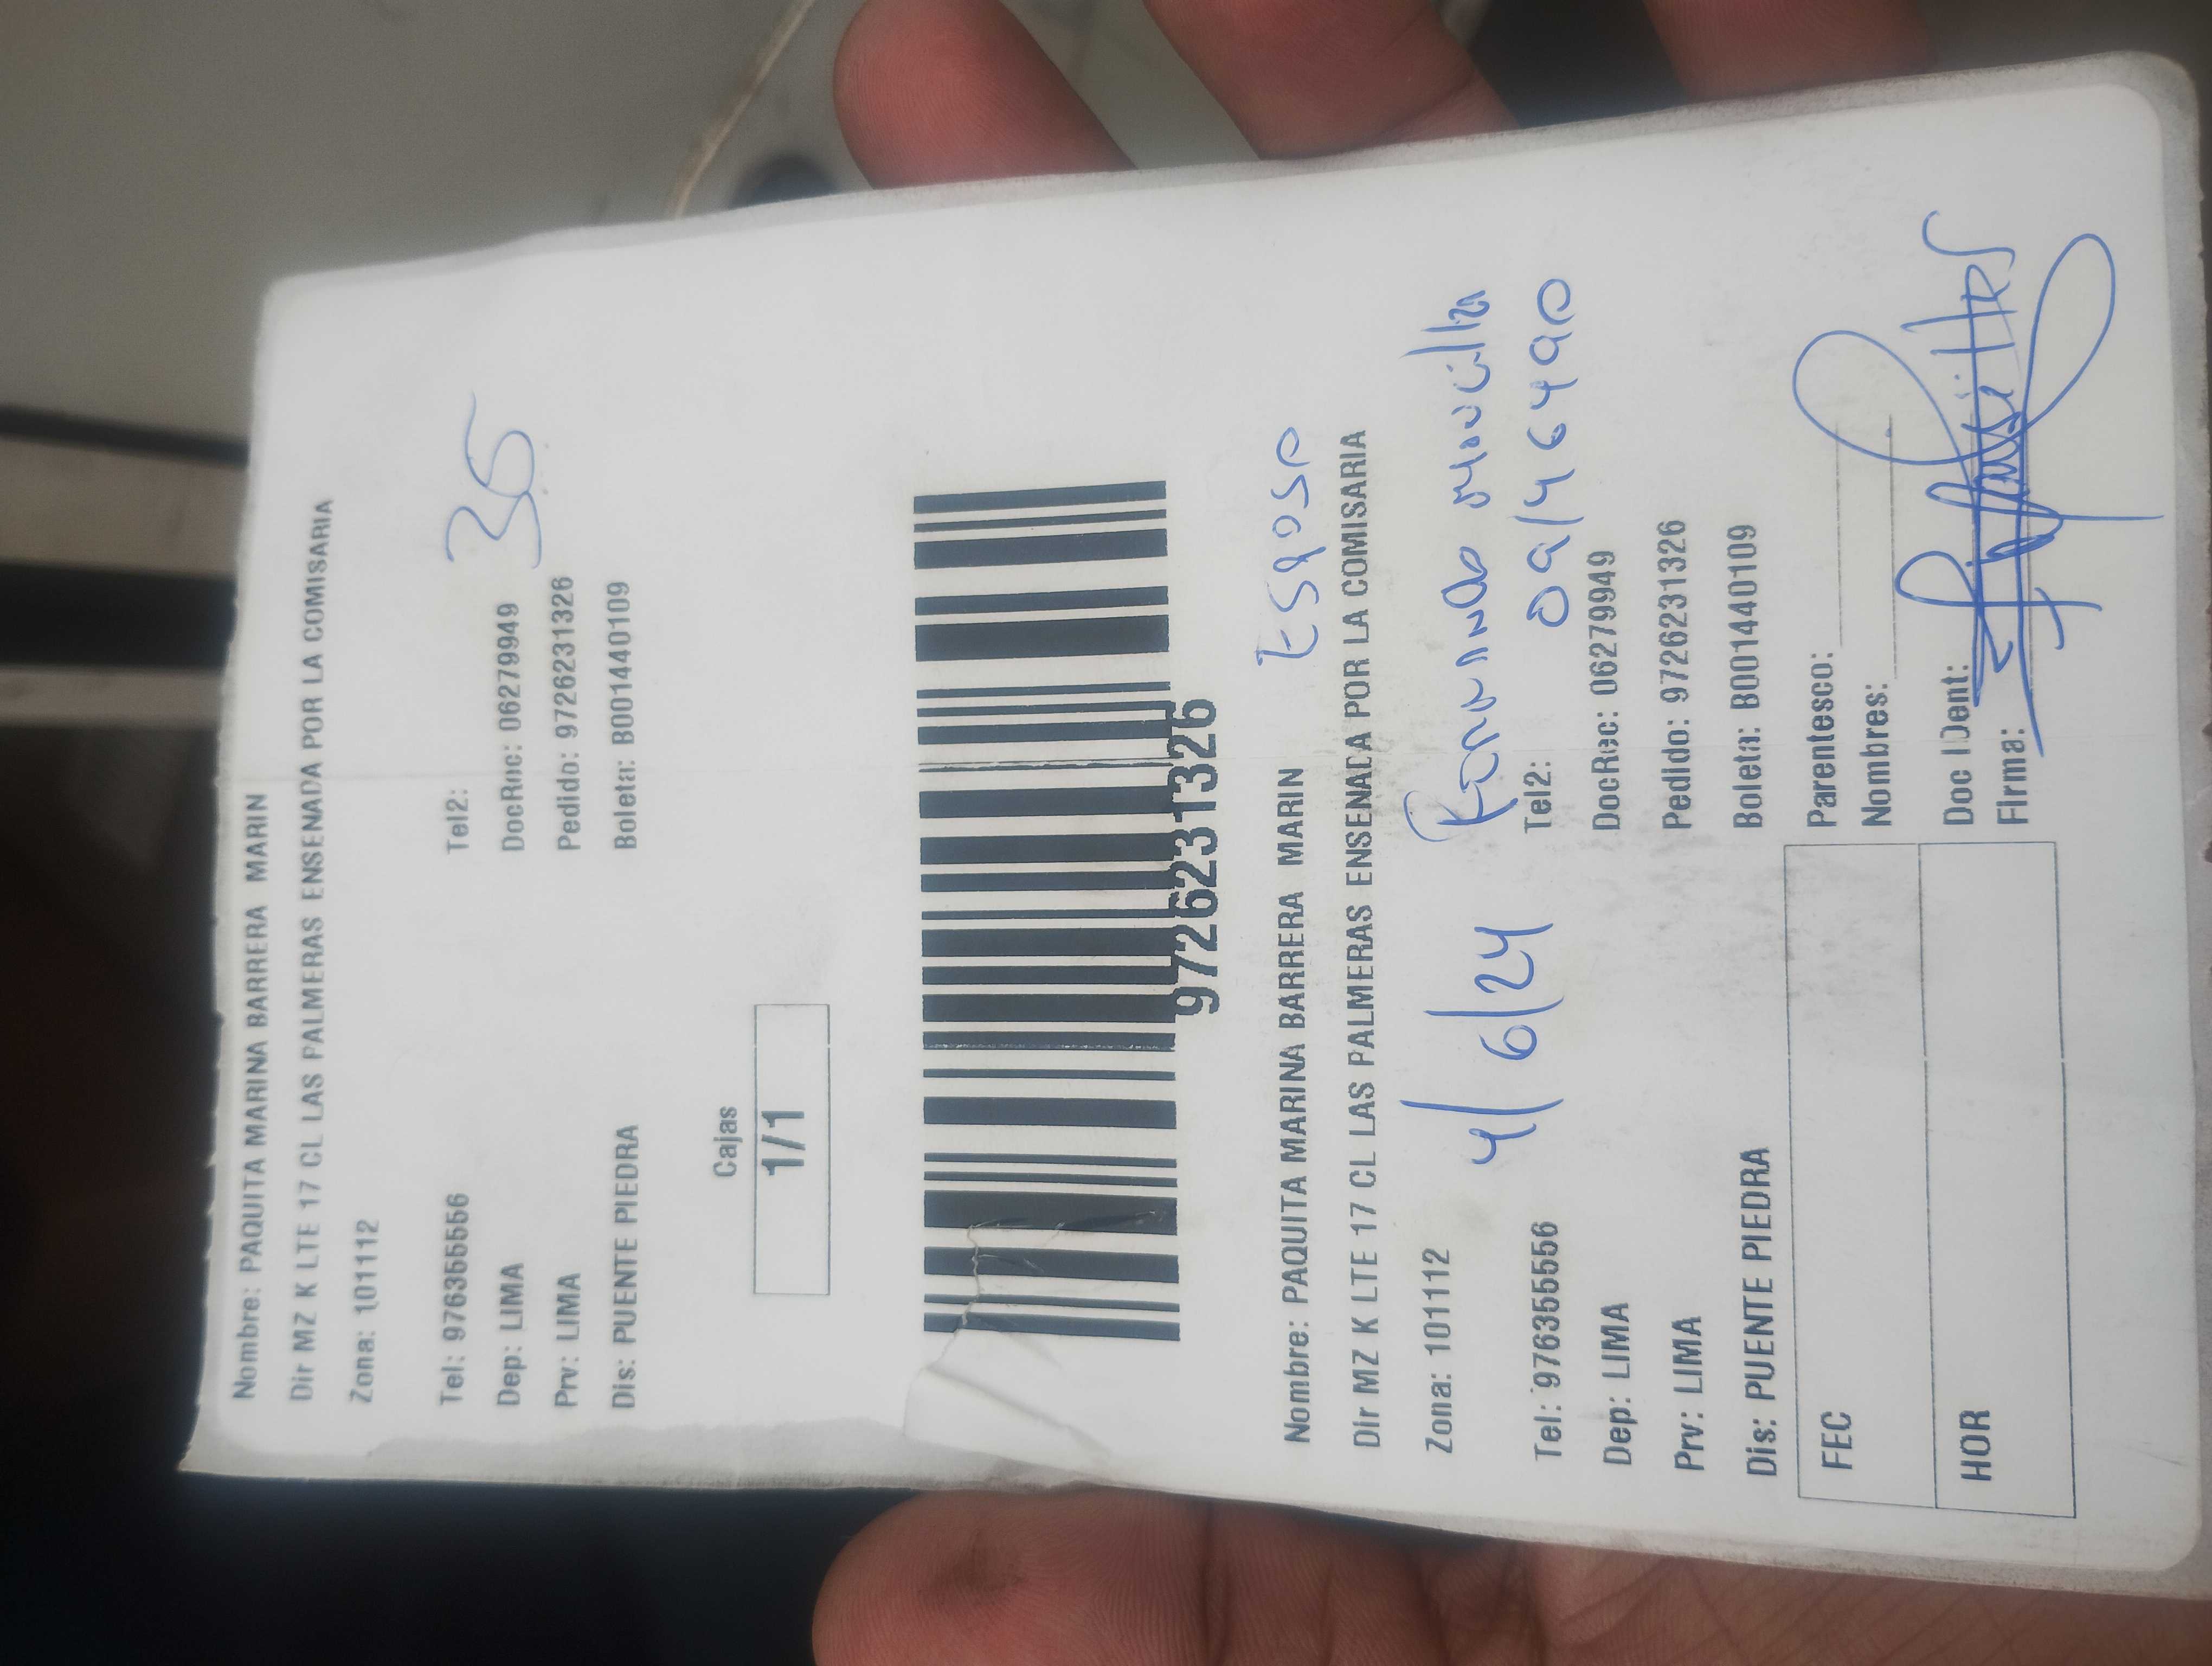 Nombre: PAQUITA MARINA BARRERA MARIN
Dir MZ K LTE 17 CL LAS PALMERAS ENSENADA POR LA COMISARIA
Zona: 101112
Tel: 976355556 Tel2:
Dep: LIMA DocRec: 06279949
35
Prv: LIMA Pedido: 9726231326
Dis: PUENTE PIEDRA Boleta: B001440109
Cajas
1/1
9726231326
Esposo
Nombre: PAQUITA MARINA BARRERA MARIN
Dir MZ K LTE 17 CL LAS PALMERAS ENSENADA POR LA COMISARIA
Zona: 101112 4/6/24 Fernando
Tel: 976355556 Tel2:
Dep: LIMA DocRec: 06279949
Prv: LIMA Pedido: 9726231326
Dis: PUENTE PIEDRA Boleta: B001440109
FEC Parentesco:
Nombres:
HOR Doc IDent:
Firma: